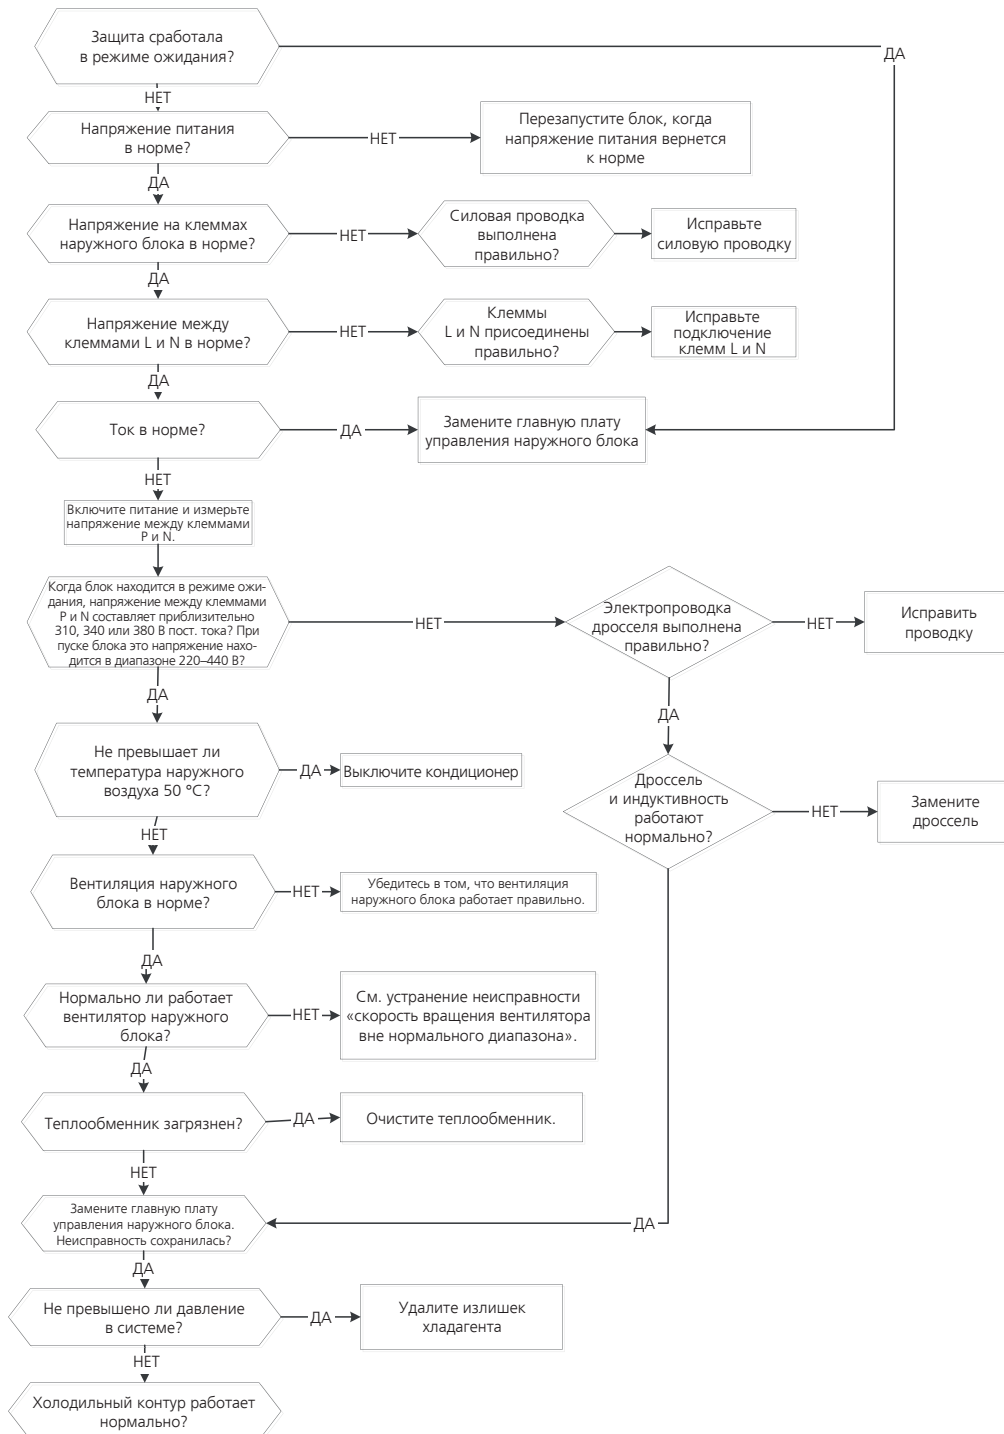 Защита сработала
в режиме ожидания?
ДА
НЕТ
Напряжение питания
в норме?
НЕТ
Перезапустите блок, когда
напряжение питания вернется
к норме
ДА
Напряжение на клеммах
наружного блока в норме?
НЕТ
Силовая проводка
выполнена
правильно?
Исправьте
силовую проводку
ДА
Напряжение между
клеммами L и N в норме?
НЕТ
Клеммы
L и N присоединены
правильно?
Исправьте
подключение
клемм L и N
ДА
Ток в норме?
ДА
Замените главную плату
управления наружного блока
НЕТ
Включите питание и измерьте
напряжение между клеммами
P и N.
Когда блок находится в режиме ожи-
дания, напряжение между клеммами
P и N составляет приблизительно
310, 340 или 380 В пост. тока? При
пуске блока это напряжение нахо-
дится в диапазоне 220–440 В?
НЕТ
Электропроводка
дросселя выполнена
правильно?
НЕТ
Исправить
проводку
ДА
ДА
Не превышает ли
температура наружного
воздуха 50 °C?
ДА
Выключите кондиционер
Дроссель
и индуктивность
работают
нормально?
НЕТ
Замените
дроссель
НЕТ
Вентиляция наружного
блока в норме?
НЕТ
Убедитесь в том, что вентиляция
наружного блока работает правильно.
ДА
Нормально ли работает
вентилятор наружного
блока?
НЕТ
См. устранение неисправности
«скорость вращения вентилятора
вне нормального диапазона».
ДА
Теплообменник загрязнен?
ДА
Очистите теплообменник.
НЕТ
Замените главную плату
управления наружного блока.
Неисправность сохранилась?
ДА
ДА
Не превышено ли давление
в системе?
ДА
Удалите излишек
хладагента
НЕТ
Холодильный контур работает
нормально?